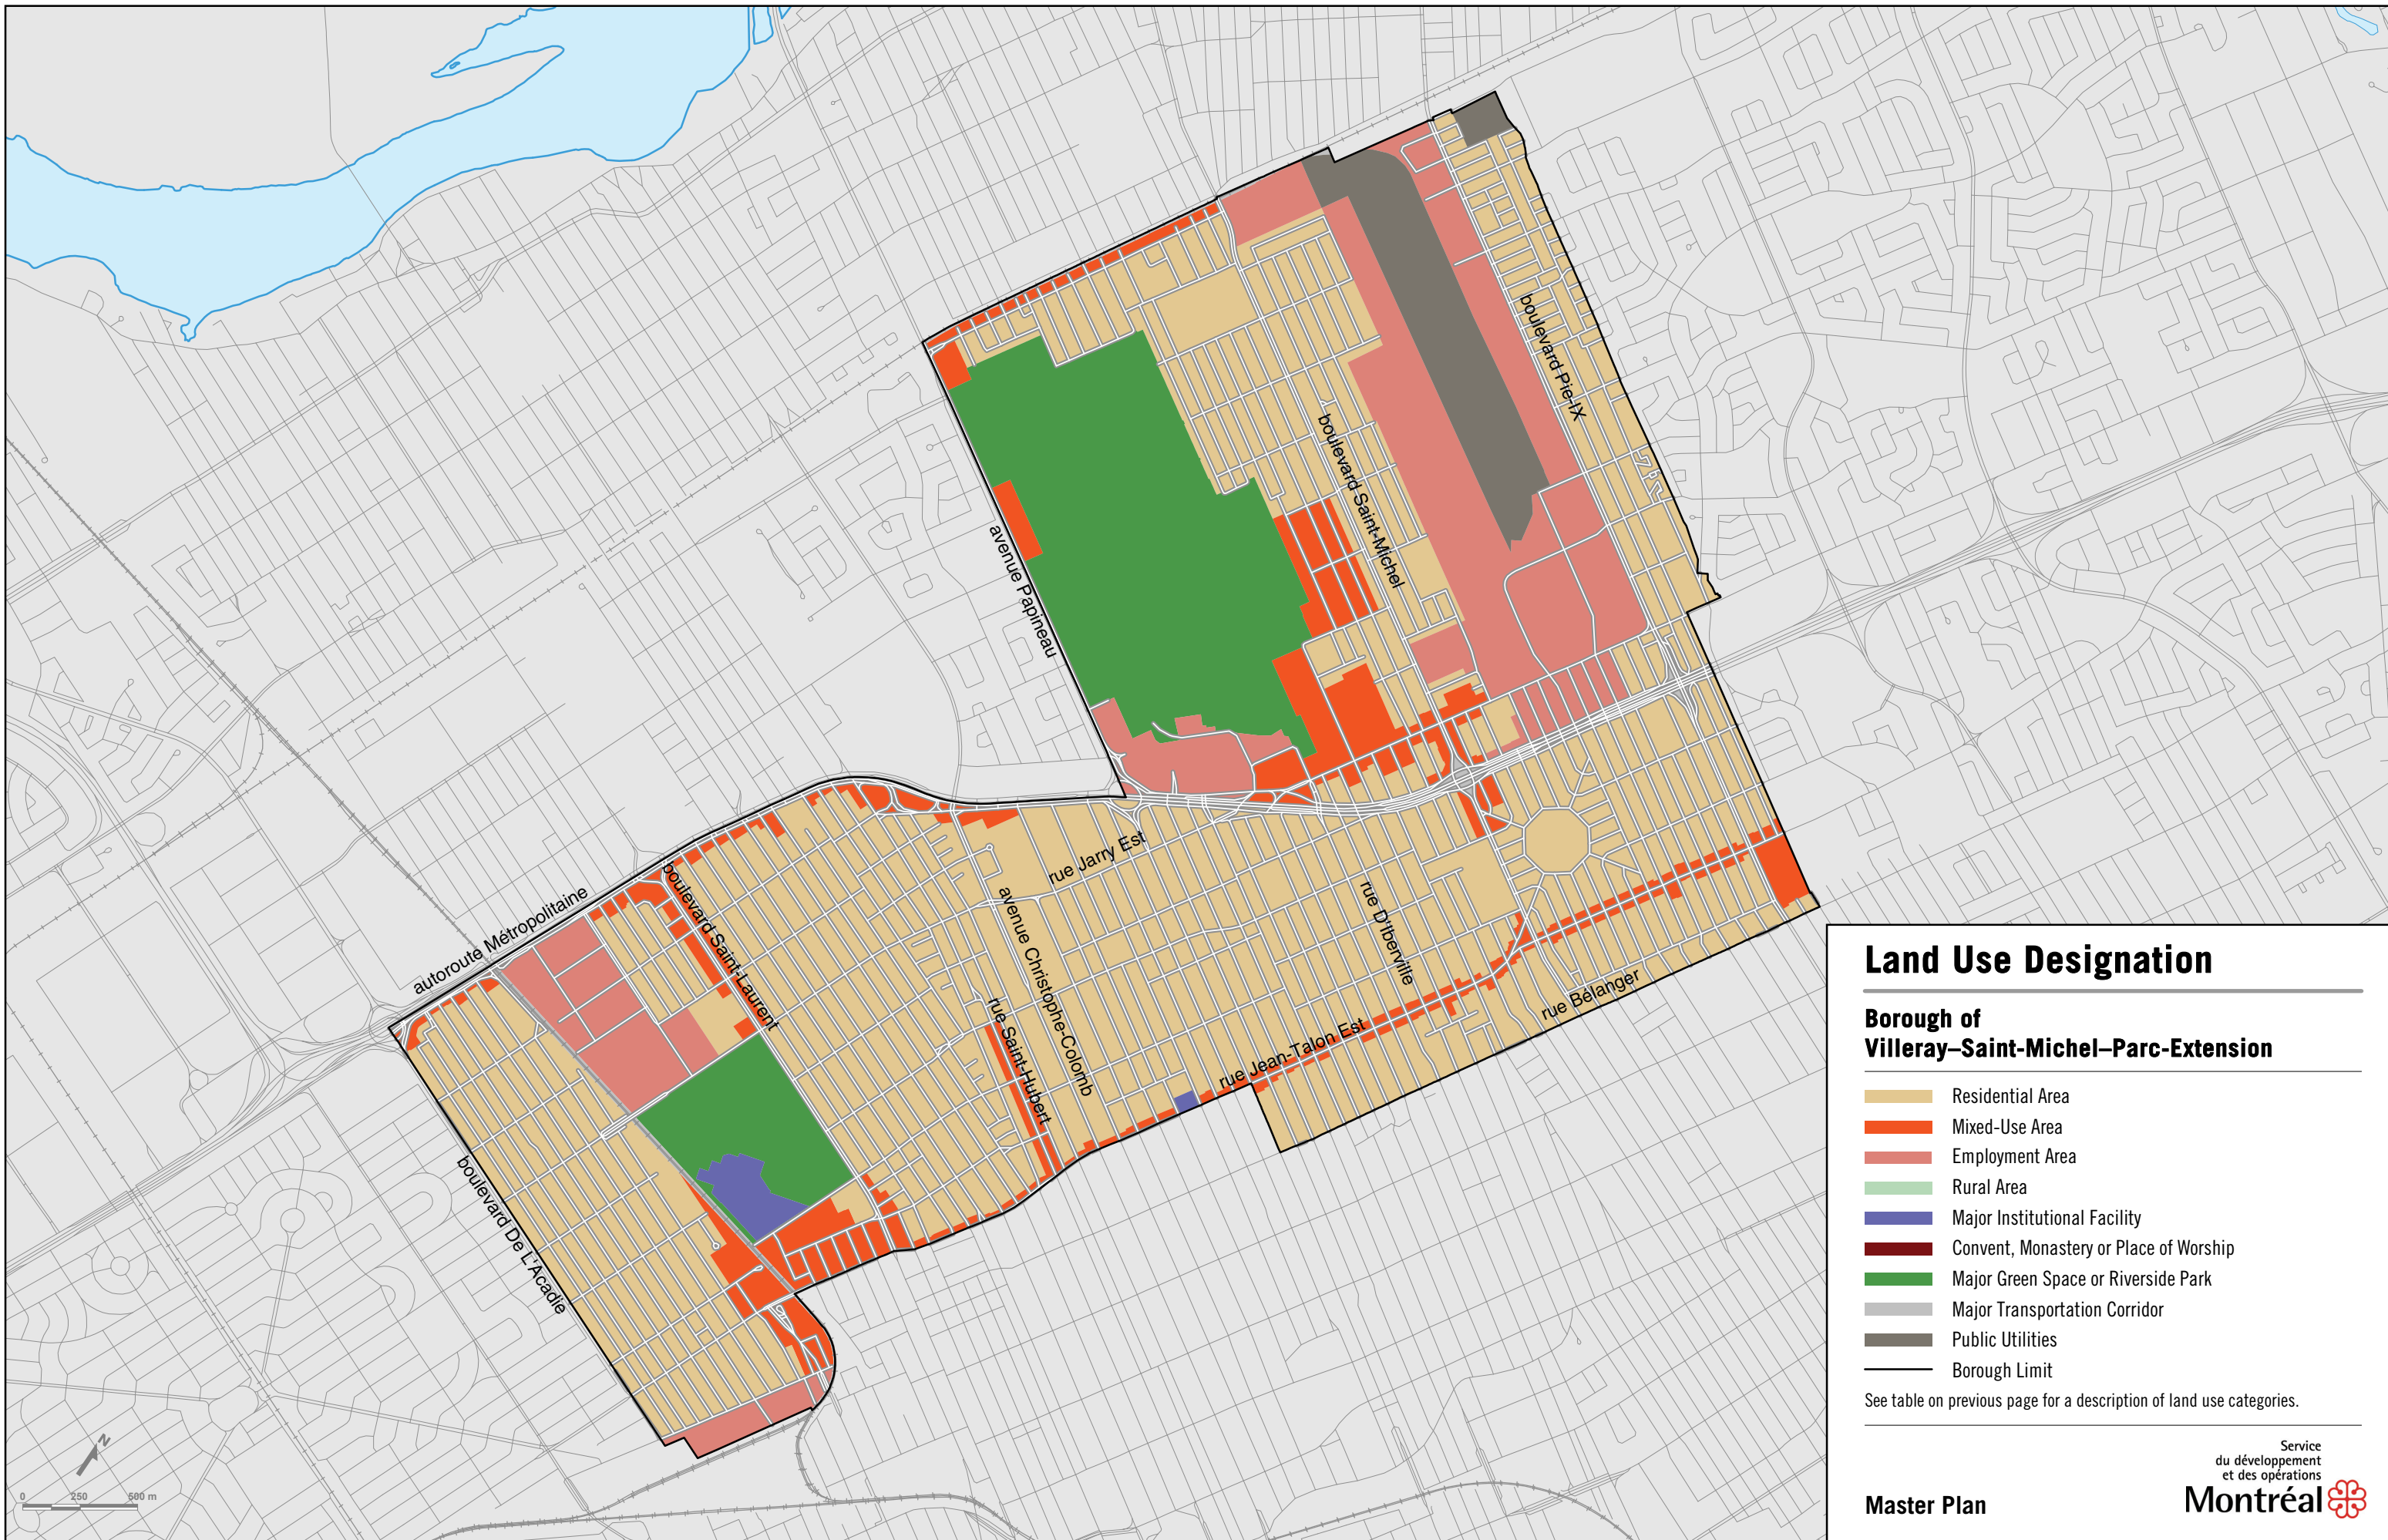 boulevard Pie-IX
boulevard Saint-Michel
avenue Papineau
rue Jarry Est
autoroute Métropolitaine
boulevard Saint-Laurent
avenue Christophe-Colomb
rue D'Iberville
rue Saint-Hubert
rue Jean-Talon Est
rue Bélanger
boulevard De L'Acadie
N
0 250 500 m
Land Use Designation
Borough of
Villeray–Saint-Michel–Parc-Extension
Residential Area
Mixed-Use Area
Employment Area
Rural Area
Major Institutional Facility
Convent, Monastery or Place of Worship
Major Green Space or Riverside Park
Major Transportation Corridor
Public Utilities
Borough Limit
See table on previous page for a description of land use categories.
Service
du développement
et des opérations
Montréal
Master Plan